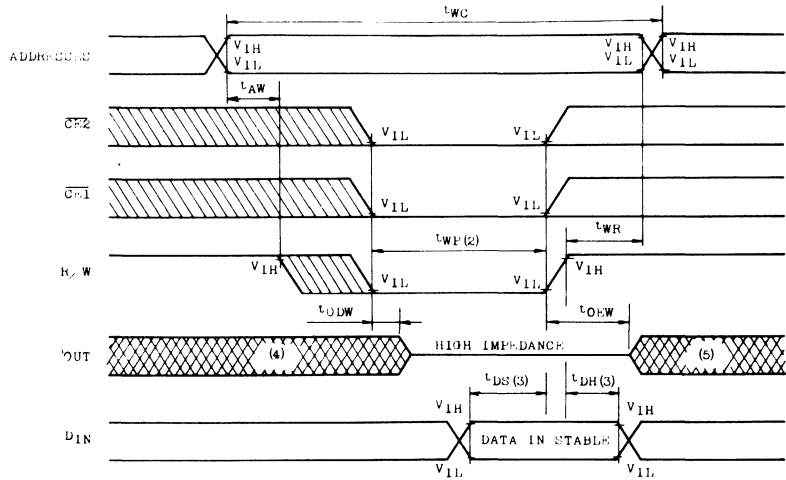 tWC
ADDRESSES
VIH
VIL
VIH
VIL
VIH
VIL
tAW
CE2
VIL
VIL
CE1
VIL
VIL
tWP(2)
tWR
R/W
VIH
VIL
VIL
VIH
tODW
tOEW
OUT
(4)
HIGH IMPEDANCE
(5)
tDS(3)
tDH(3)
VIH
VIH
DIN
DATA IN STABLE
VIL
VIL